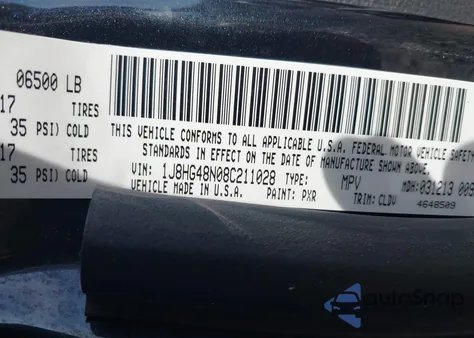 06500 LB
17 TIRES
35 PSI) COLD
17 TIRES
35 PSI) COLD
THIS VEHICLE CONFORMS TO ALL APPLICABLE U.S.A. FEDERAL MOTOR VEHICLE SAFETY
STANDARDS IN EFFECT ON THE DATE OF MANUFACTURE SHOWN ABOVE.
VIN: 1J8HG48N08C211028 TYPE: MPV MDH: 031213
VEHICLE MADE IN U.S.A. PAINT: PXR TRIM: CLDV
4648509
autoSnap